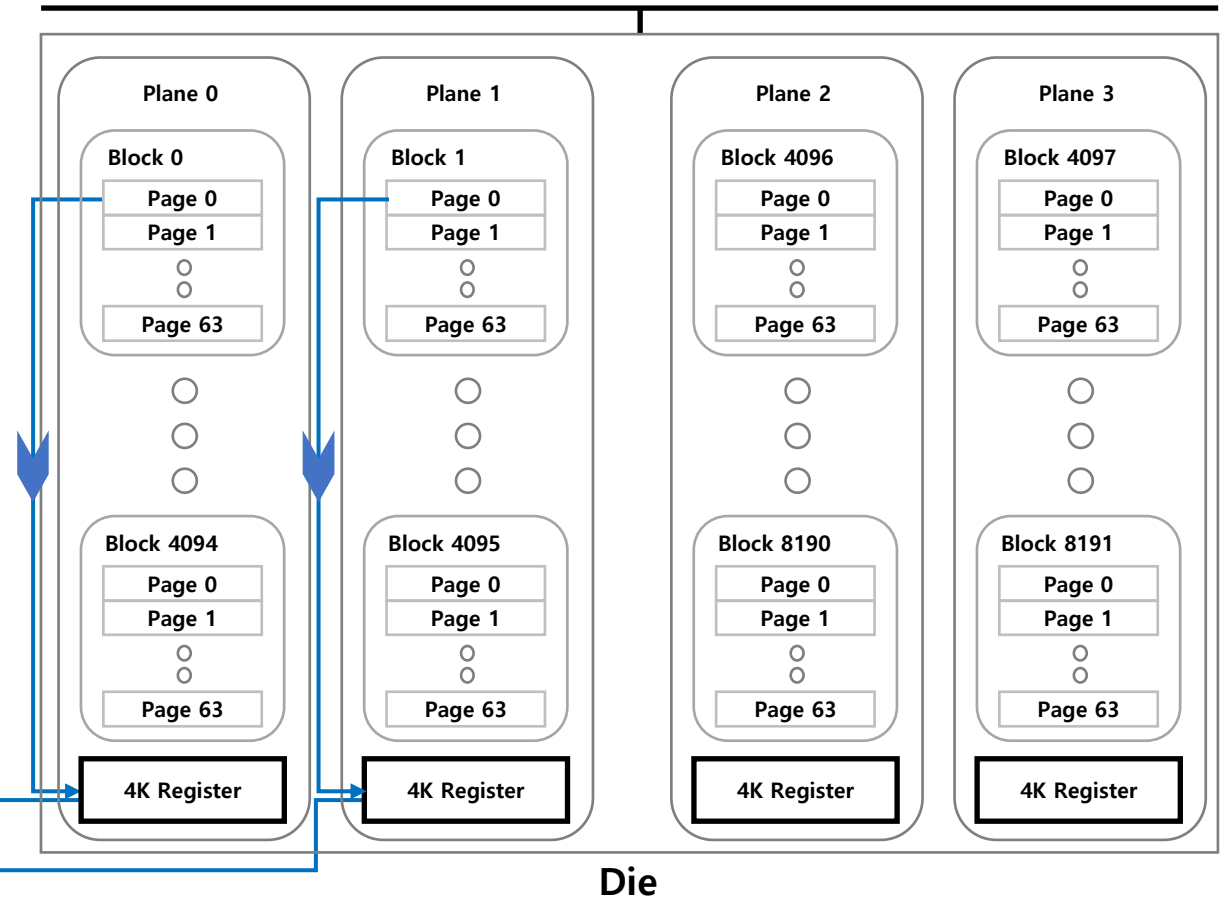 Plane 0
Block 0
Page 0
Page 1
Page 63
Block 4094
Page 0
Page 1
Page 63
4K Register
Plane 1
Block 1
Page 0
Page 1
Page 63
Block 4095
Page 0
Page 1
Page 63
4K Register
Plane 2
Block 4096
Page 0
Page 1
Page 63
Block 8190
Page 0
Page 1
Page 63
4K Register
Plane 3
Block 4097
Page 0
Page 1
Page 63
Block 8191
Page 0
Page 1
Page 63
4K Register
Die